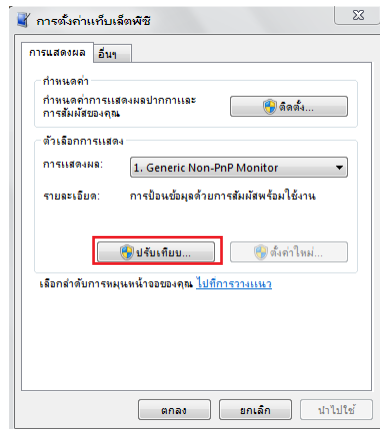 การตั้งค่าแท็บเล็ตพีซี
การแสดงผล
อื่นๆ
กำหนดค่า
กำหนดค่าการแสดงผลปากกาและ
การสัมผัสของคุณ
ติดตั้ง...
ตัวเลือกการแสดง
การแสดงผล:
1. Generic Non-PnP Monitor
รายละเอียด:
การป้อนข้อมูลด้วยการสัมผัสพร้อมใช้งาน
ปรับเทียบ...
ตั้งค่าใหม่...
เลือกลำดับการหมุนหน้าจอของคุณ ไปที่การวางแนว
ตกลง
ยกเลิก
นำไปใช้